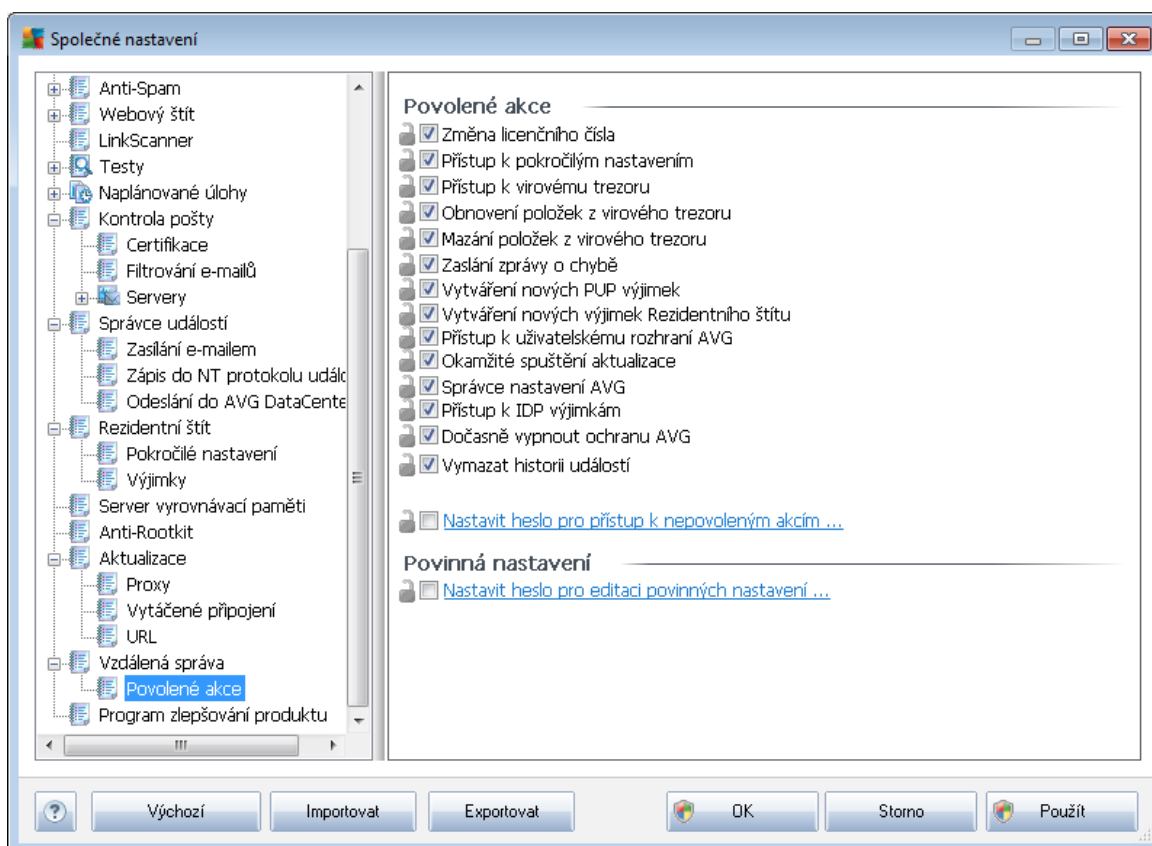 Společné nastavení
Anti-Spam
Webový štít
LinkScanner
Testy
Naplánované úlohy
Kontrola pošty
Certifikace
Filtrování e-mailů
Servery
Správce událostí
Zasílání e-mailem
Zápis do NT protokolu událo
Odeslání do AVG DataCente
Rezidentní štít
Pokročilé nastavení
Výjimky
Server vyrovnávací paměti
Anti-Rootkit
Aktualizace
Proxy
Vytáčené připojení
URL
Vzdálená správa
Povolené akce
Program zlepšování produktu
Povolené akce
Změna licenčního čísla
Přístup k pokročilým nastavením
Přístup k virovému trezoru
Obnovení položek z virového trezoru
Mazání položek z virového trezoru
Zaslání zprávy o chybě
Vytváření nových PUP výjimek
Vytváření nových výjimek Rezidentního štítu
Přístup k uživatelskému rozhraní AVG
Okamžité spuštění aktualizace
Správce nastavení AVG
Přístup k IDP výjimkám
Dočasně vypnout ochranu AVG
Vymazat historii událostí
Nastavit heslo pro přístup k nepovoleným akcím ...
Povinná nastavení
Nastavit heslo pro editaci povinných nastavení ...
Výchozí
Importovat
Exportovat
OK
Storno
Použít